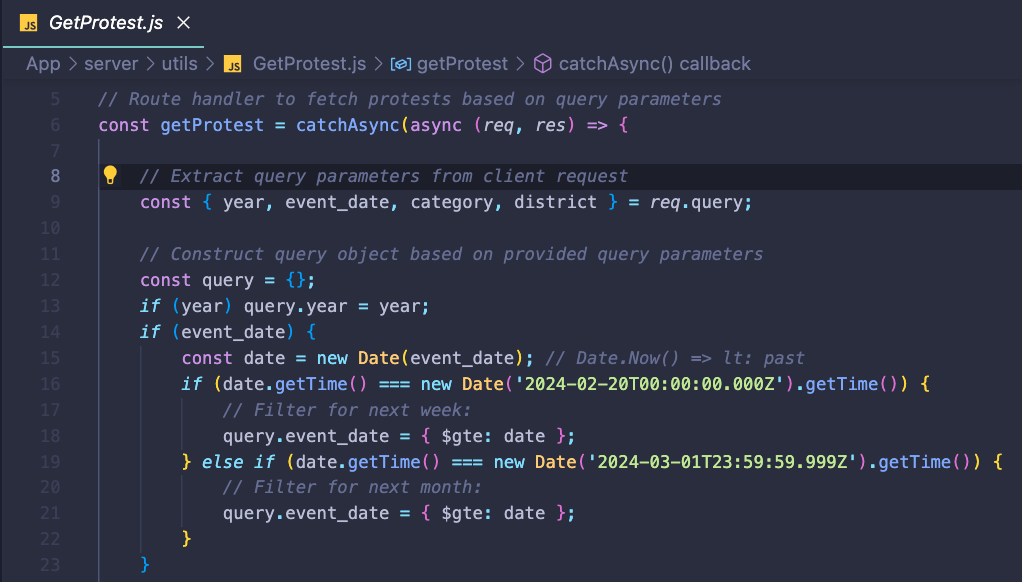 JS GetProtest.js ×
App > server > utils > JS GetProtest.js > getProtest > catchAsync() callback
5 // Route handler to fetch protests based on query parameters
6 const getProtest = catchAsync(async (req, res) => {
7
8 // Extract query parameters from client request
9 const { year, event_date, category, district } = req.query;
10
11 // Construct query object based on provided query parameters
12 const query = {};
13 if (year) query.year = year;
14 if (event_date) {
15 const date = new Date(event_date); // Date.Now() => lt: past
16 if (date.getTime() === new Date('2024-02-20T00:00:00.000Z').getTime()) {
17 // Filter for next week:
18 query.event_date = { $gte: date };
19 } else if (date.getTime() === new Date('2024-03-01T23:59:59.999Z').getTime()) {
20 // Filter for next month:
21 query.event_date = { $gte: date };
22 }
23 }